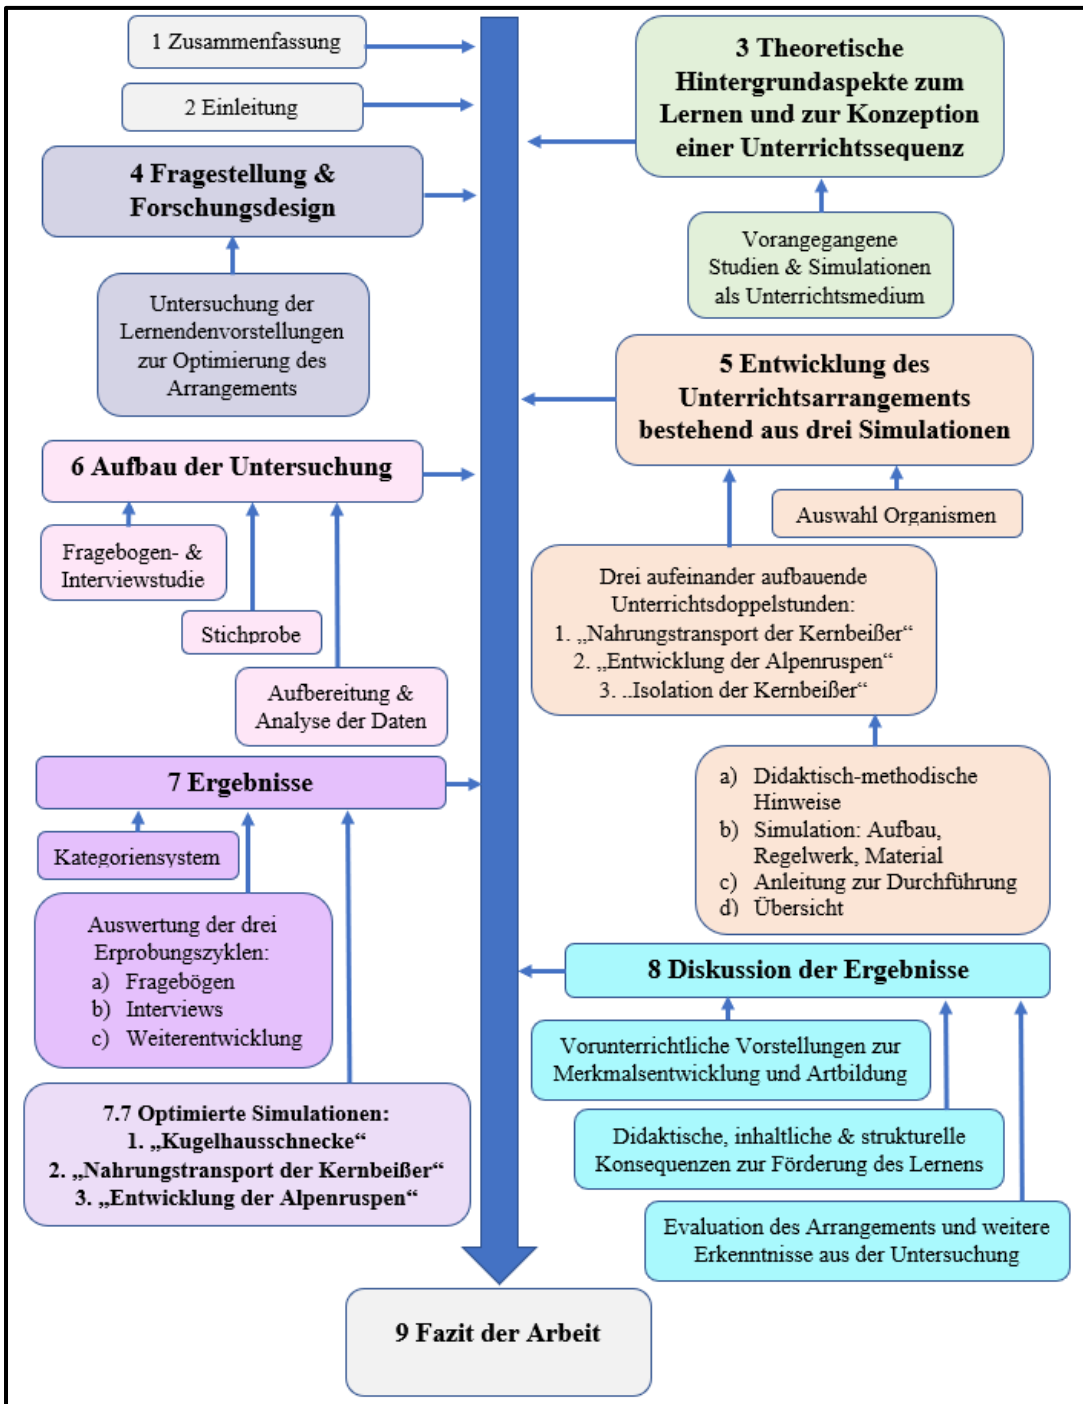 1 Zusammenfassung
2 Einleitung
3 Theoretische
Hintergrundaspekte zum
Lernen und zur Konzeption
einer Unterrichtssequenz
Vorangegangene
Studien & Simulationen
als Unterrichtsmedium
4 Fragestellung &
Forschungsdesign
Untersuchung der
Lernendenvorstellungen
zur Optimierung des
Arrangements
5 Entwicklung des
Unterrichtsarrangements
bestehend aus drei Simulationen
Auswahl Organismen
Drei aufeinander aufbauende
Unterrichtsdoppelstunden:
1. „Nahrungstransport der Kernbeißer“
2. „Entwicklung der Alpenruspen“
3. „Isolation der Kernbeißer“
a) Didaktisch-methodische
Hinweise
b) Simulation: Aufbau,
Regelwerk, Material
c) Anleitung zur Durchführung
d) Übersicht
6 Aufbau der Untersuchung
Fragebogen- &
Interviewstudie
Stichprobe
Aufbereitung &
Analyse der Daten
7 Ergebnisse
Kategoriensystem
Auswertung der drei
Erprobungszyklen:
a) Fragebögen
b) Interviews
c) Weiterentwicklung
7.7 Optimierte Simulationen:
1. „Kugelhausschnecke“
2. „Nahrungstransport der Kernbeißer“
3. „Entwicklung der Alpenruspen“
8 Diskussion der Ergebnisse
Vorunterrichtliche Vorstellungen zur
Merkmalsentwicklung und Artbildung
Didaktische, inhaltliche & strukturelle
Konsequenzen zur Förderung des Lernens
Evaluation des Arrangements und weitere
Erkenntnisse aus der Untersuchung
9 Fazit der Arbeit